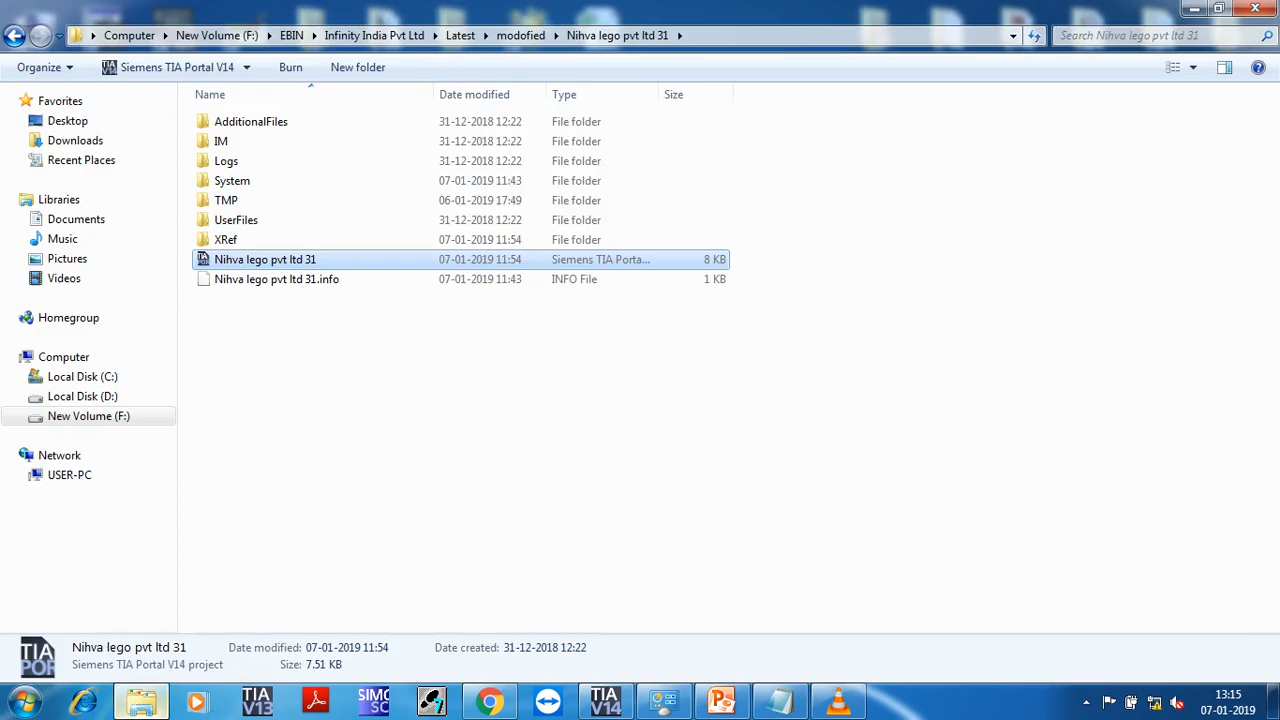 Computer New Volume (F:) EBIN Infinity India Pvt Ltd Latest modofied Nihva lego pvt ltd 31 Search Nihva lego pvt ltd 31
Organize Siemens TIA Portal V14 Burn New folder
Name Date modified Type Size
Favorites
Desktop
Downloads
Recent Places
Libraries
Documents
Music
Pictures
Videos
Homegroup
Computer
Local Disk (C:)
Local Disk (D:)
New Volume (F:)
Network
USER-PC
AdditionalFiles 31-12-2018 12:22 File folder
IM 31-12-2018 12:22 File folder
Logs 31-12-2018 12:22 File folder
System 07-01-2019 11:43 File folder
TMP 06-01-2019 17:49 File folder
UserFiles 31-12-2018 12:22 File folder
XRef 07-01-2019 11:54 File folder
Nihva lego pvt ltd 31 07-01-2019 11:54 Siemens TIA Porta... 8 KB
Nihva lego pvt ltd 31.info 07-01-2019 11:43 INFO File 1 KB
TIA
POR
Nihva lego pvt ltd 31 Date modified: 07-01-2019 11:54 Date created: 31-12-2018 12:22
Siemens TIA Portal V14 project Size: 7.51 KB
TIA
V13
SIMO
SC
TIA
V14
13:15
07-01-2019